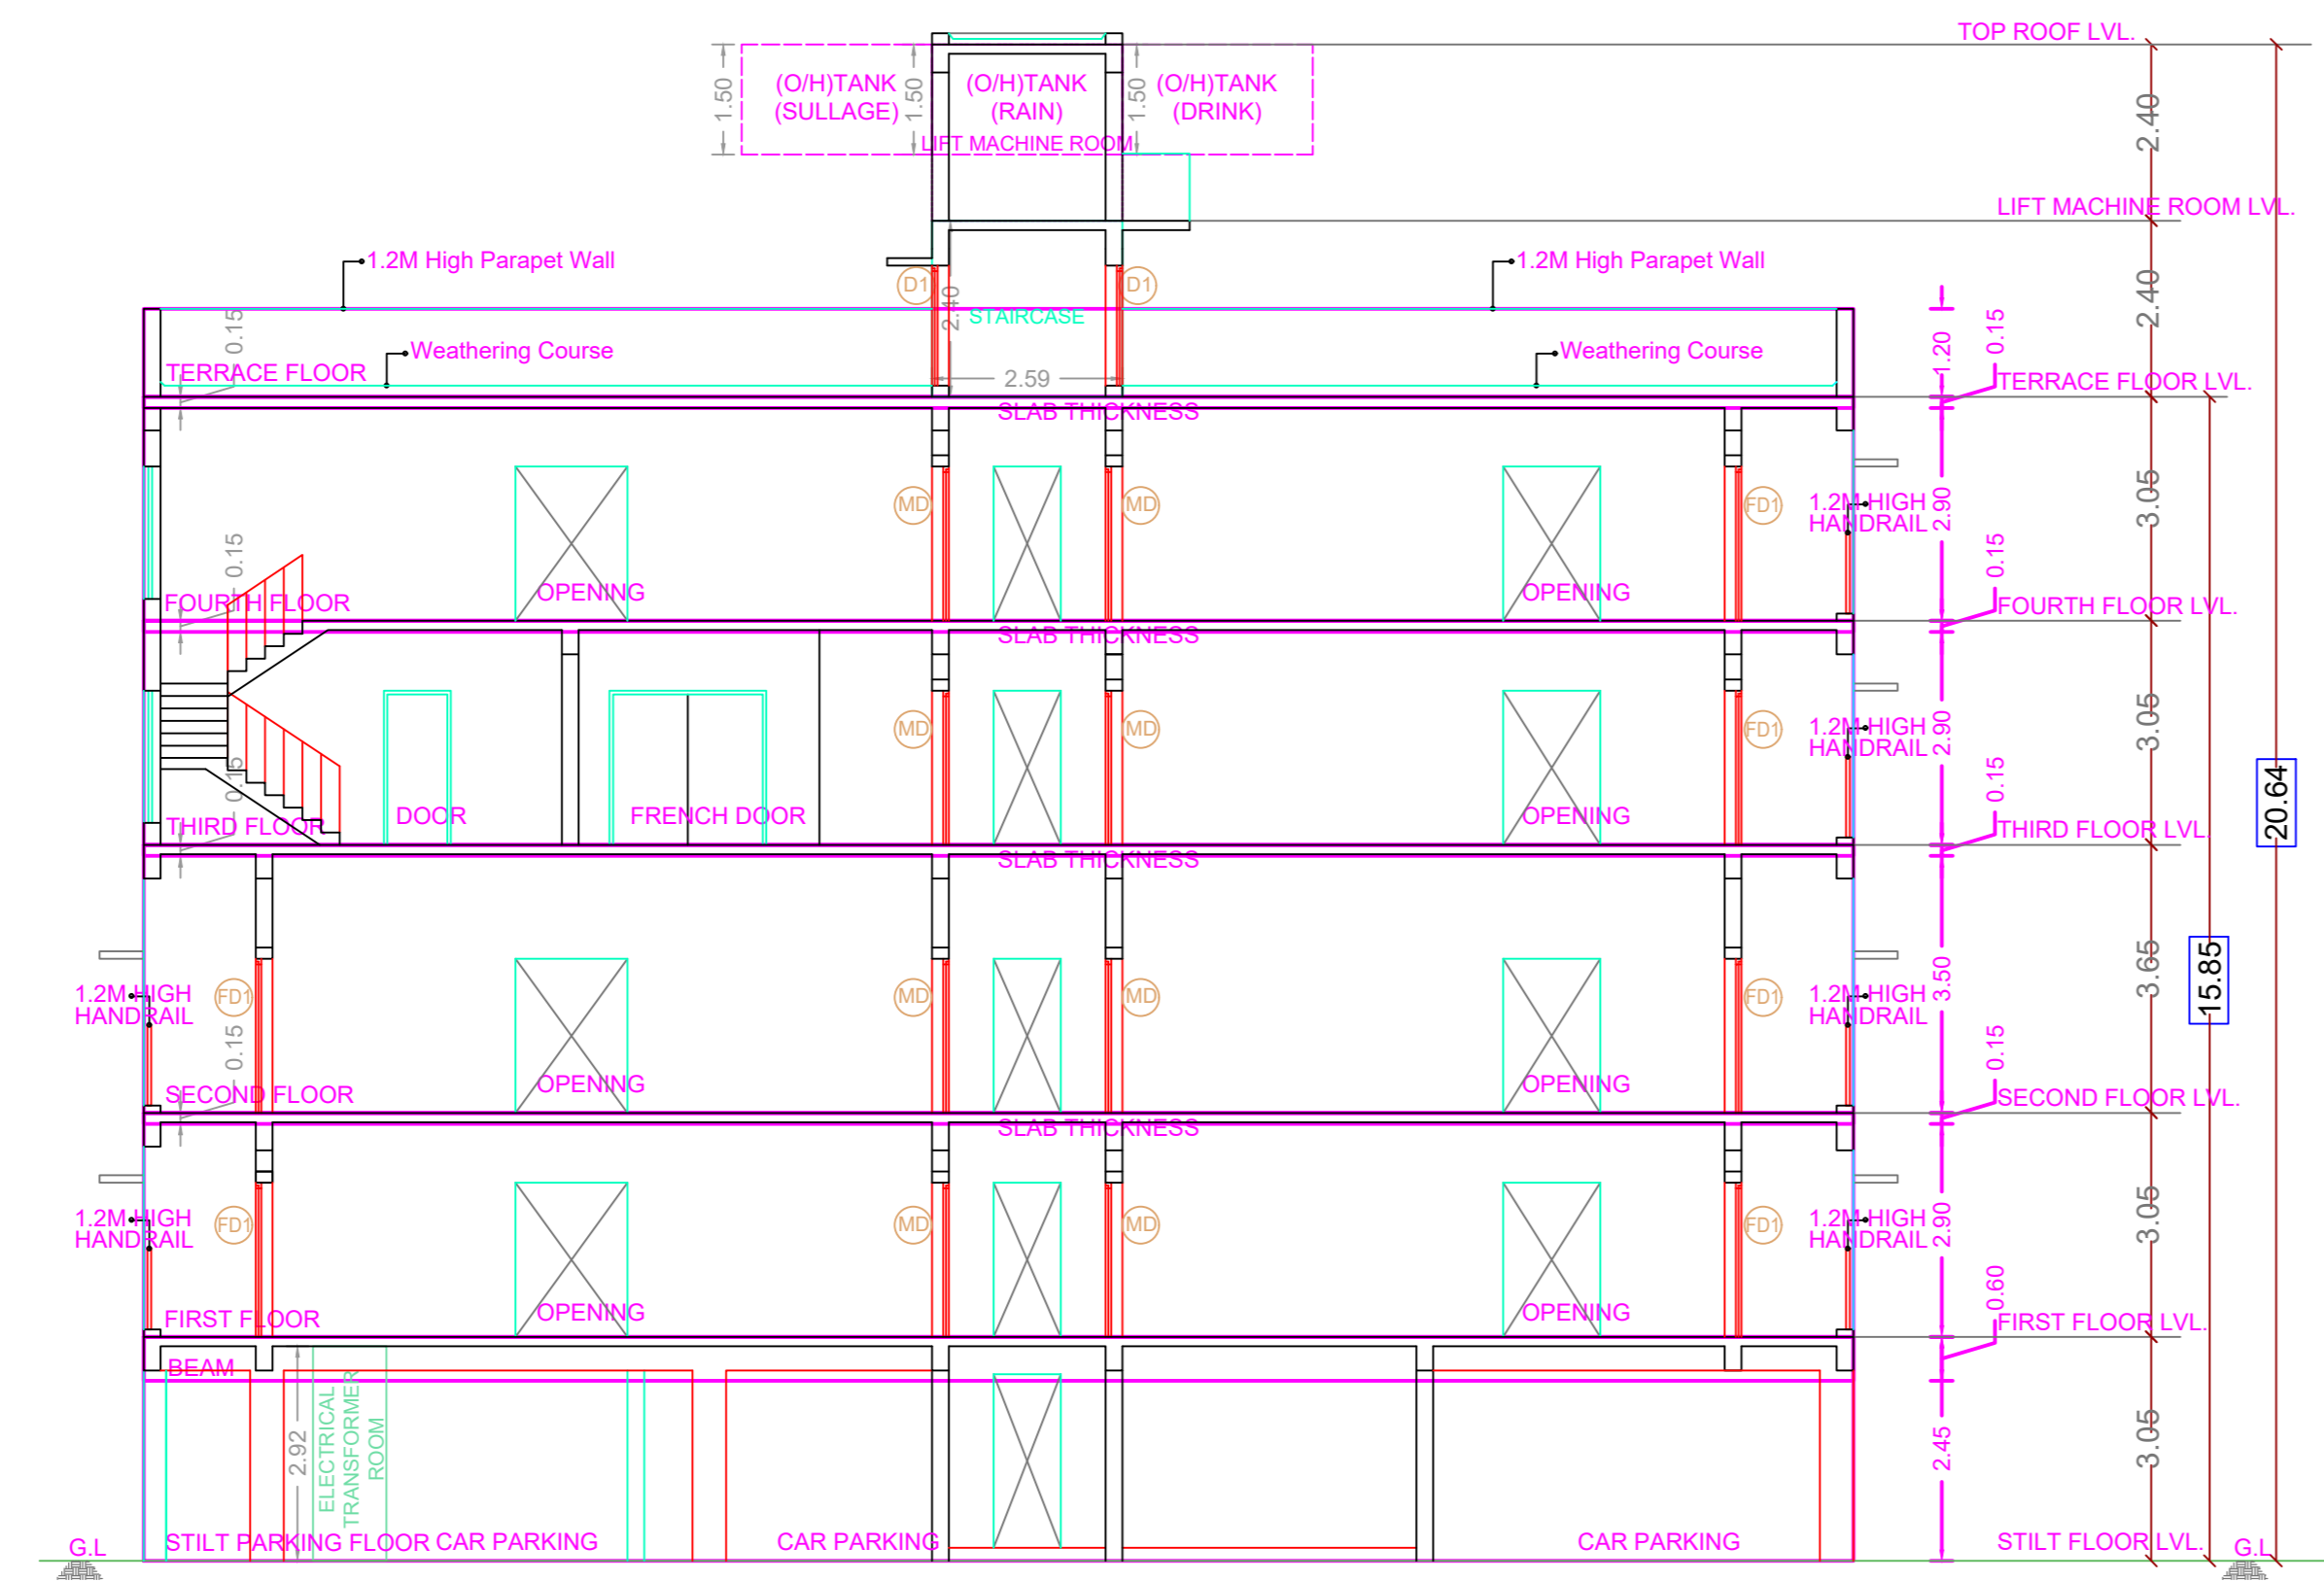 TOP ROOF LVL.
1.50
(O/H)TANK
(SULLAGE)
1.50
(O/H)TANK
(RAIN)
1.50
(O/H)TANK
(DRINK)
LIFT MACHINE ROOM
2.40
LIFT MACHINE ROOM LVL.
1.2M High Parapet Wall
D1
D1
1.2M High Parapet Wall
2.40
0.15
2.40
STAIRCASE
1.20
0.15
Weathering Course
Weathering Course
TERRACE FLOOR
2.59
TERRACE FLOOR LVL.
SLAB THICKNESS
MD
MD
FD1
1.2M HIGH
HANDRAIL
2.90
3.05
0.15
0.15
FOURTH FLOOR
OPENING
OPENING
FOURTH FLOOR LVL.
SLAB THICKNESS
MD
MD
FD1
1.2M HIGH
HANDRAIL
2.90
3.05
0.15
0.15
20.64
THIRD FLOOR
DOOR
FRENCH DOOR
OPENING
THIRD FLOOR LVL.
SLAB THICKNESS
1.2M HIGH
HANDRAIL
FD1
MD
MD
FD1
1.2M HIGH
HANDRAIL
3.50
3.65
15.85
0.15
0.15
SECOND FLOOR
OPENING
OPENING
SECOND FLOOR LVL.
SLAB THICKNESS
1.2M HIGH
HANDRAIL
FD1
MD
MD
FD1
1.2M HIGH
HANDRAIL
2.90
3.05
0.60
FIRST FLOOR
OPENING
OPENING
FIRST FLOOR LVL.
BEAM
2.92
ELECTRICAL
TRANSFORMER
ROOM
2.45
3.05
G.L
STILT PARKING FLOOR
CAR PARKING
CAR PARKING
CAR PARKING
STILT FLOOR LVL.
G.L